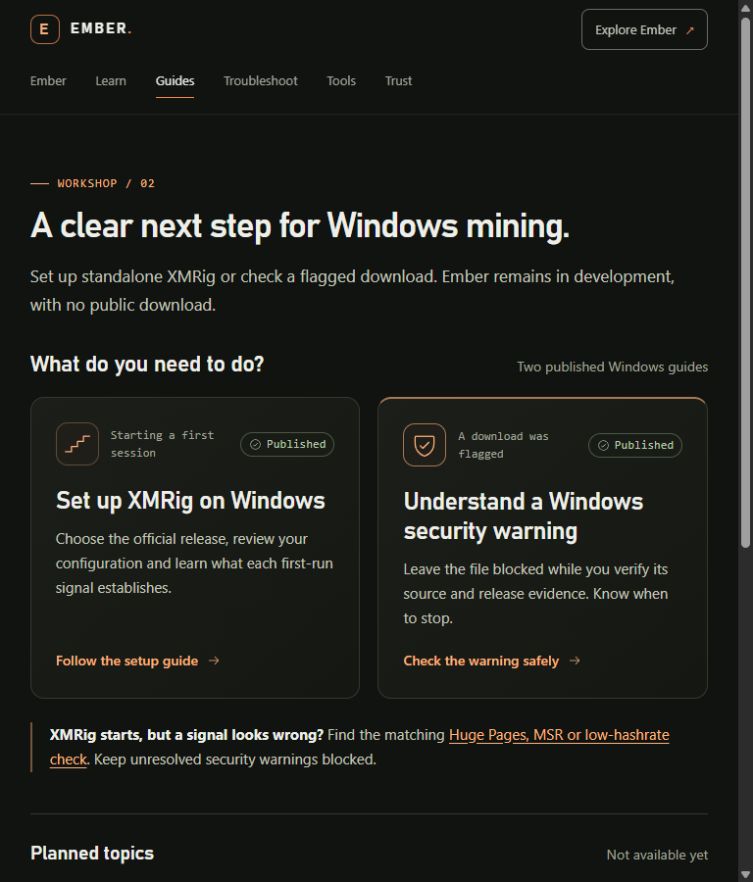 E EMBER.
Explore Ember ↗
Ember Learn Guides Troubleshoot Tools Trust
WORKSHOP / 02
A clear next step for Windows mining.
Set up standalone XMRig or check a flagged download. Ember remains in development,
with no public download.
What do you need to do?
Two published Windows guides
Starting a first
session
Published
Set up XMRig on Windows
Choose the official release, review your
configuration and learn what each first-run
signal establishes.
Follow the setup guide →
A download was
flagged
Published
Understand a Windows
security warning
Leave the file blocked while you verify its
source and release evidence. Know when
to stop.
Check the warning safely →
XMRig starts, but a signal looks wrong? Find the matching Huge Pages, MSR or low-hashrate
check. Keep unresolved security warnings blocked.
Planned topics
Not available yet